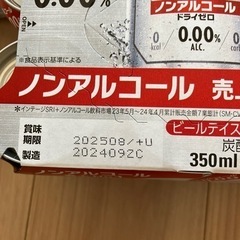 0.00%
0kcal
ノンアルコール
ドライゼロ
0.00%
ALC.
※食品表示基準による
ノンアルコール 売上
*インテージSRI+ノンアルコール飲料市場23年5月~24年4月累計販売金額7業態計(SM・CV
賞味
期限 202508/+U
製造 2024092C
ビールテイス
炭酸
350ml